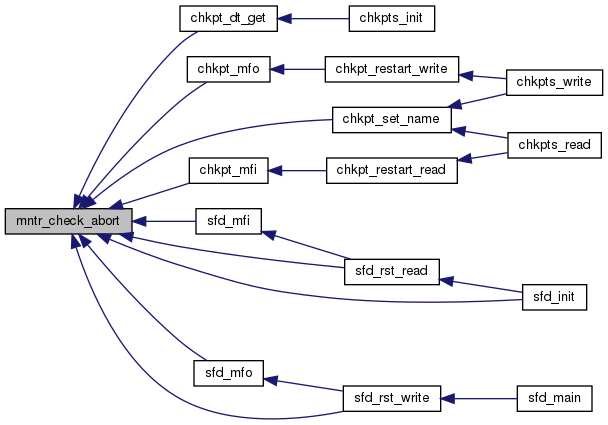 chkpt_dt_get
chkpts_init
chkpt_mfo
chkpt_restart_write
chkpts_write
chkpt_set_name
chkpts_read
chkpt_mfi
chkpt_restart_read
mntr_check_abort
sfd_mfi
sfd_rst_read
sfd_init
sfd_mfo
sfd_rst_write
sfd_main